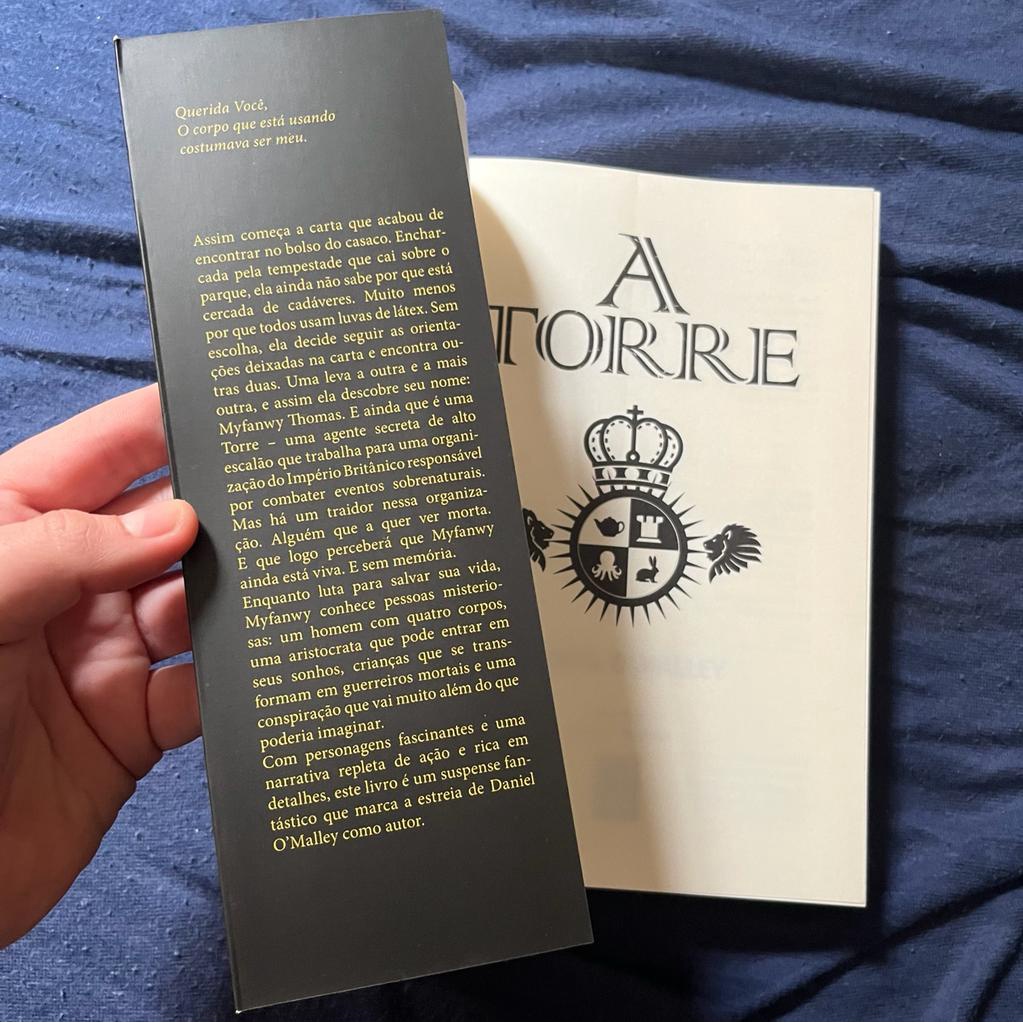 Querida Você,
O corpo que está usando
costumava ser meu.
Assim começa a carta que acabou de
encontrar no bolso do casaco. Enchar-
cada pela tempestade que cai sobre o
parque, ela ainda não sabe por que está
cercada de cadáveres. Muito menos
por que todos usam luvas de látex. Sem
escolha, ela decide seguir as orienta-
ções deixadas na carta e encontra ou-
tras duas. Uma leva a outra e a mais
outra, e assim ela descobre seu nome:
Myfanwy Thomas. E ainda que é uma
Torre – uma agente secreta de alto
escalão que trabalha para uma organi-
zação do Império Britânico responsável
por combater eventos sobrenaturais.
Mas há um traidor nessa organiza-
ção. Alguém que a quer ver morta.
E que logo perceberá que Myfanwy
ainda está viva. E sem memória.
Enquanto luta para salvar sua vida,
Myfanwy conhece pessoas misterio-
sas: um homem com quatro corpos,
uma aristocrata que pode entrar em
seus sonhos, crianças que se trans-
formam em guerreiros mortais e uma
conspiração que vai muito além do que
poderia imaginar.
Com personagens fascinantes e uma
narrativa repleta de ação e rica em
detalhes, este livro é um suspense fan-
tástico que marca a estreia de Daniel
O'Malley como autor.
A
TORRE